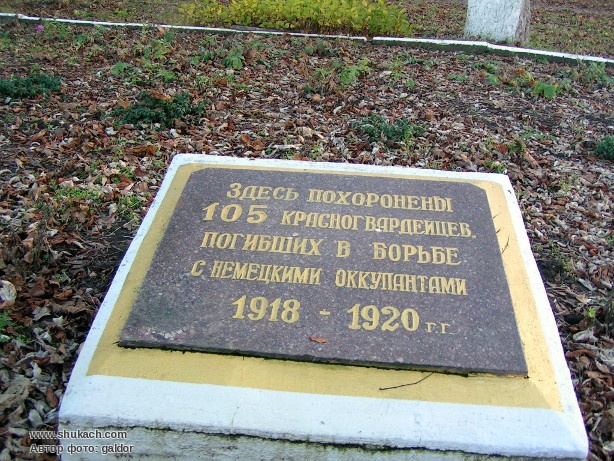 ЗДЕСЬ ПОХОРОНЕНЫ
105 КРАСНОГВАРДЕЙЦЕВ,
ПОГИБШИХ В БОРЬБЕ
С НЕМЕЦКИМИ ОККУПАНТАМИ
1918 - 1920 г.г.
www.shukach.com
Автор фото: galdor